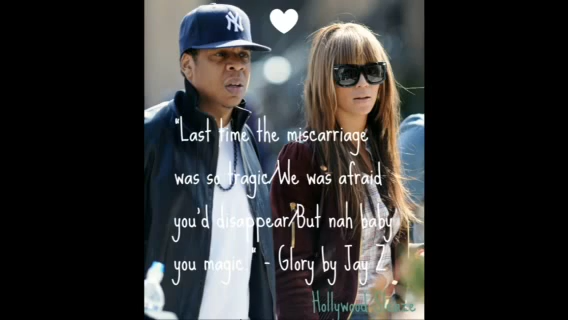 NY
"Last time the miscarriage
was so tragic/We was afraid
you'd disappear/But nah baby
you magic." - Glory by Jay Z
Hollywood